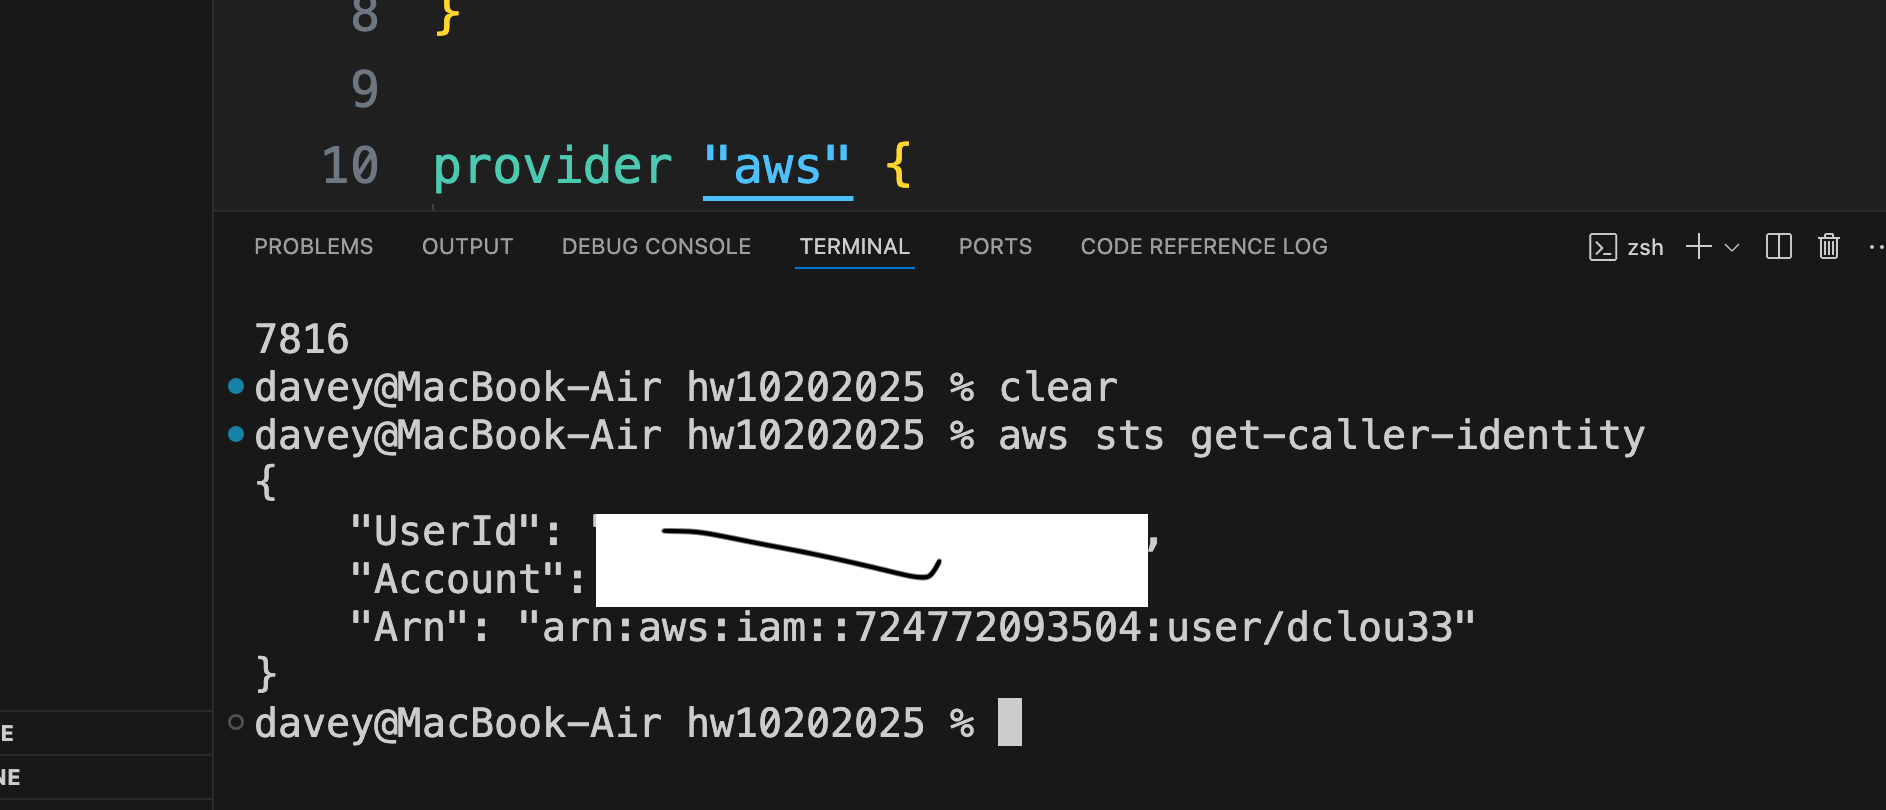 8 }
9
10 provider "aws" {
PROBLEMS OUTPUT DEBUG CONSOLE TERMINAL PORTS CODE REFERENCE LOG zsh
7816
davey@MacBook-Air hw10202025 % clear
davey@MacBook-Air hw10202025 % aws sts get-caller-identity
{
"UserId": ",
"Account":
"Arn": "arn:aws:iam::724772093504:user/dclou33"
}
davey@MacBook-Air hw10202025 %
E
NE